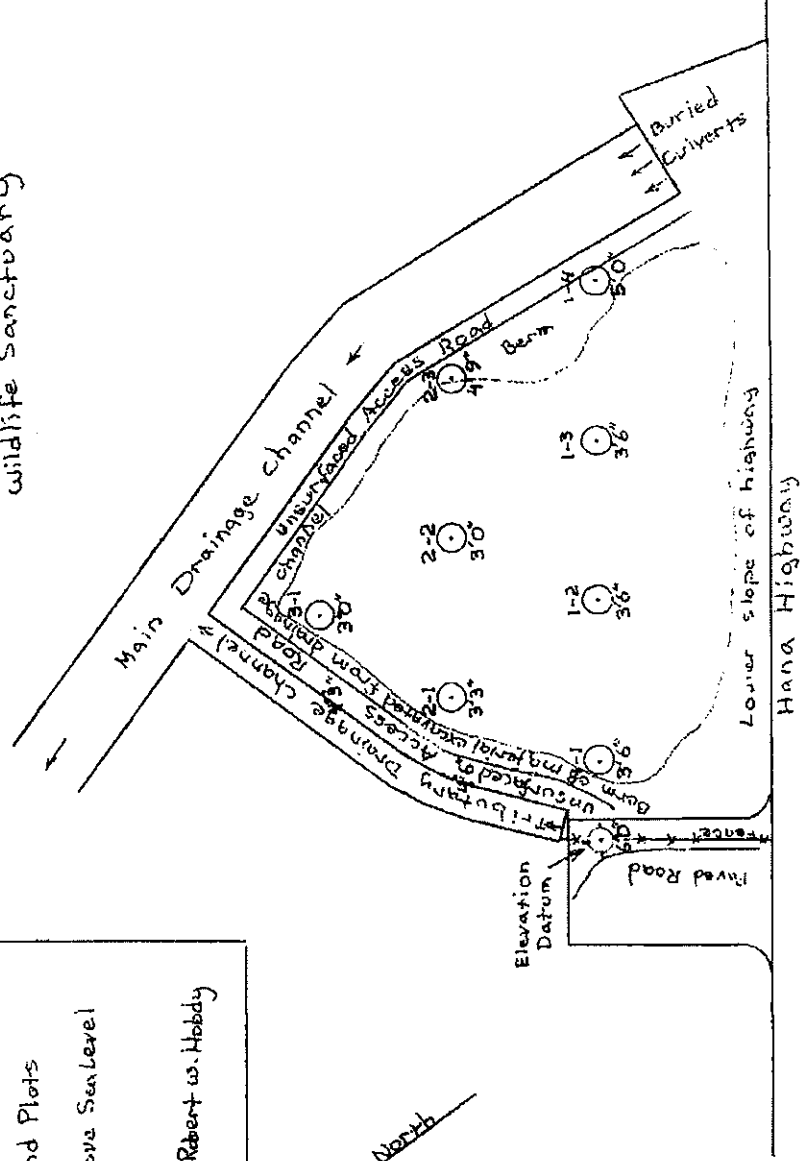 Wildlife Sanctuary
Buried
Culverts
Main Drainage Channel
Unsurfaced Access Road
Berm
1-4
5'0"
2-3
4'9"
1-3
3'6"
2-2
3'0"
1-2
3'6"
3-1
3'0"
2-1
3'3"
1-1
3'6"
Tributary Drainage Channel
Unsurfaced Access Road
Berm of material excavated from drainage channel
Elevation
Datum
6'0"
Fence
Paved Road
Lower slope of highway
Hana Highway
nd Plots
ove Sea Level
Robert W. Hobdy
North